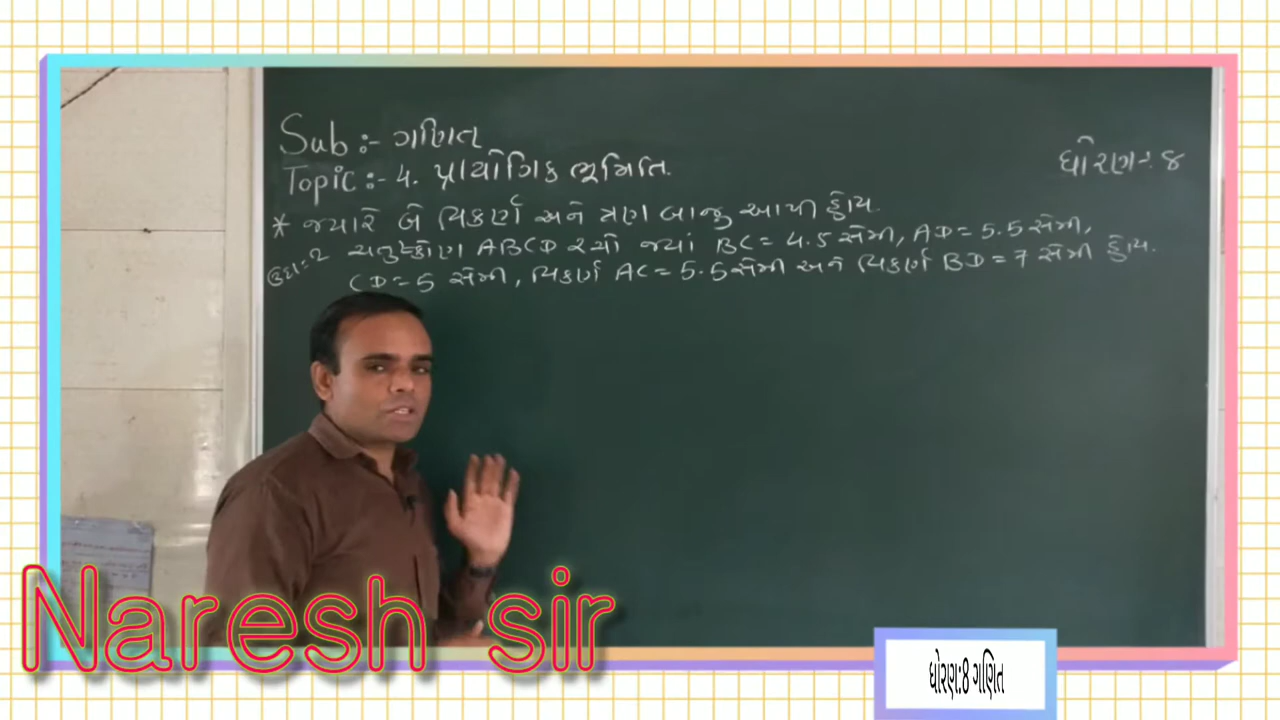 Sub :- ગણિત
Topic :- 4. પ્રાયોગિક ભૂમિતિ.
ધોરણ :- ૪
* જ્યારે બે વિકર્ણ અને ત્રણ બાજુ આપી હોય.
ઉદા :- 2 ચતુષ્કોણ ABCD રચો જ્યાં BC = 4.5 સેમી, AD = 5.5 સેમી,
CD = 5 સેમી, વિકર્ણ AC = 5.5 સેમી અને વિકર્ણ BD = 7 સેમી હોય.
Naresh sir
ધોરણ:8 ગણિત